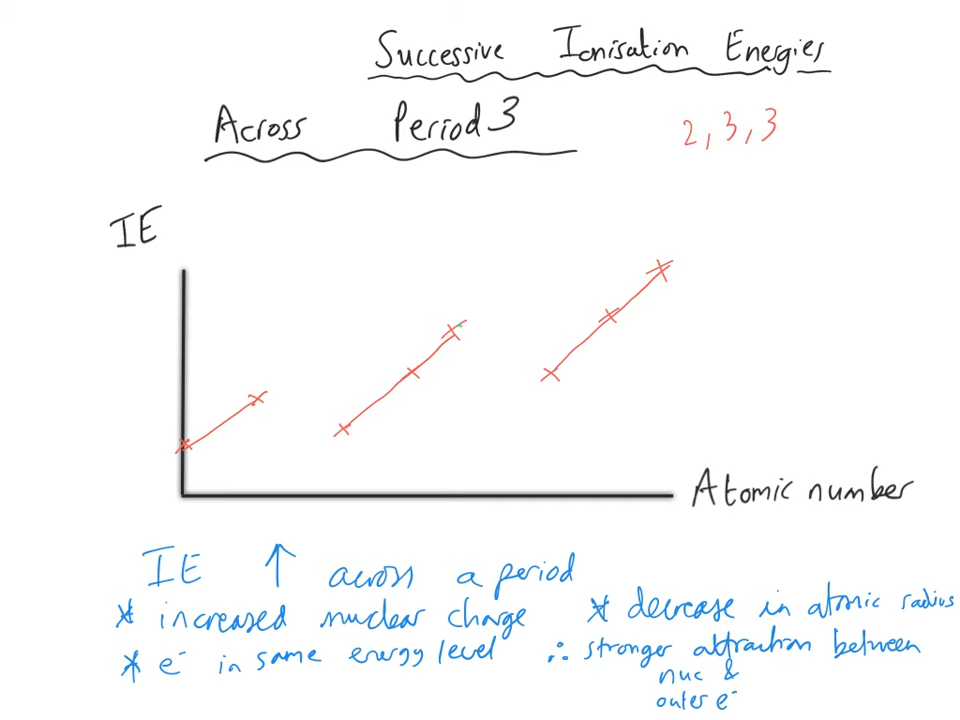 Successive Ionisation Energies
Across Period 3
2, 3, 3
IE
Atomic number
IE ↑ across a period
* increased nuclear charge
* e⁻ in same energy level
* decrease in atomic radius
∴ stronger attraction between
nuc &
outer e⁻